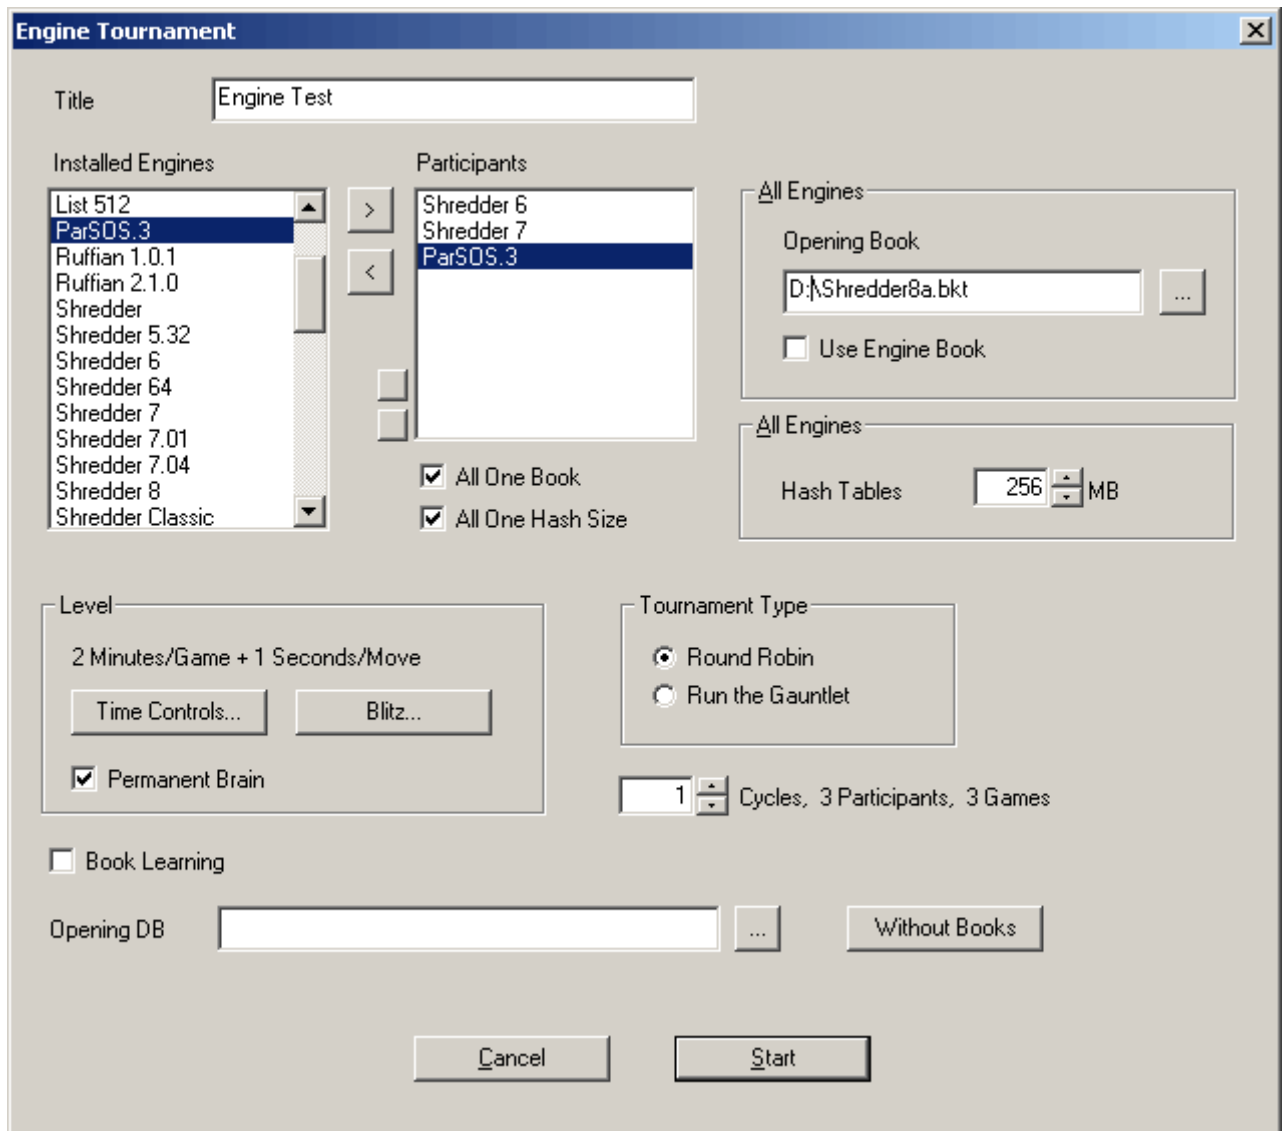 Engine Tournament
Title
Engine Test
Installed Engines
Participants
List 512
ParSOS.3
Ruffian 1.0.1
Ruffian 2.1.0
Shredder
Shredder 5.32
Shredder 6
Shredder 64
Shredder 7
Shredder 7.01
Shredder 7.04
Shredder 8
Shredder Classic
>
<
Shredder 6
Shredder 7
ParSOS.3
All One Book
All One Hash Size
All Engines
Opening Book
D:\Shredder8a.bkt
...
Use Engine Book
All Engines
Hash Tables 256 MB
Level
2 Minutes/Game + 1 Seconds/Move
Time Controls... Blitz...
Permanent Brain
Tournament Type
Round Robin
Run the Gauntlet
1 Cycles, 3 Participants, 3 Games
Book Learning
Opening DB ... Without Books
Cancel Start